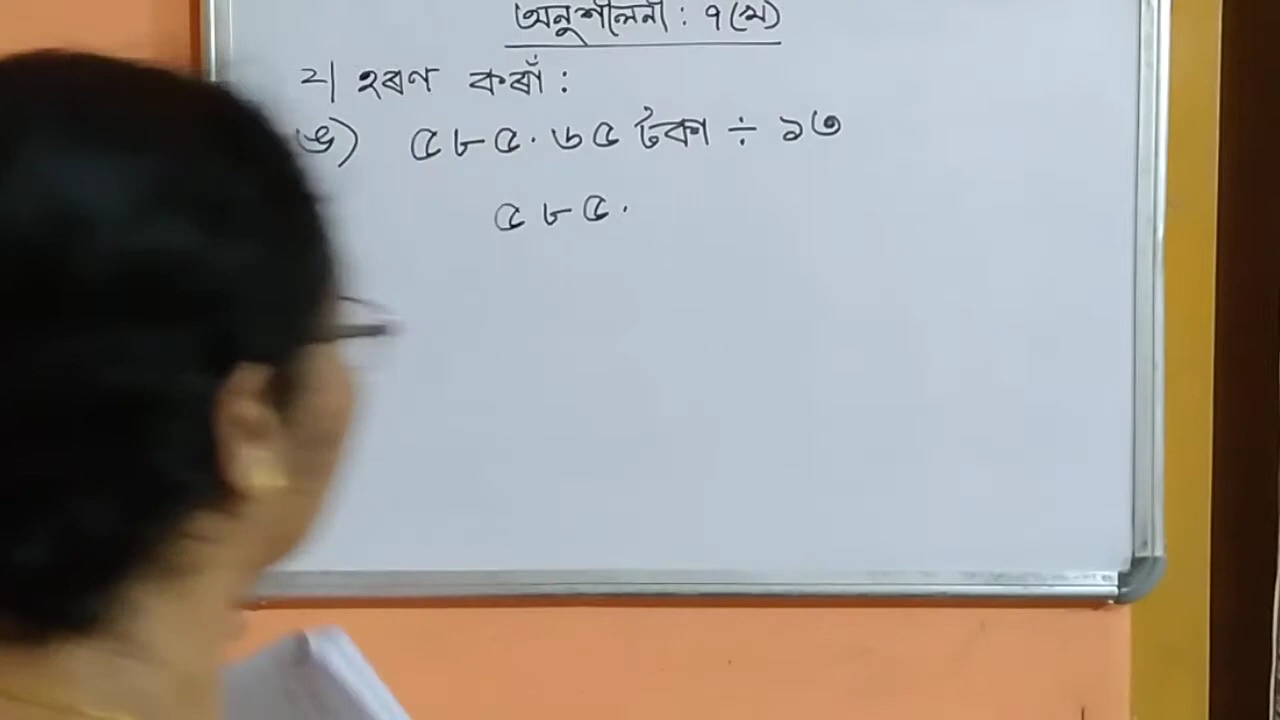 অনুশীলনী : ৭(খ)
২| হৰণ কৰাঁ :
ঙ) ৫৮৫.৬৫ টকা ÷ ১৩
৫৮৫.